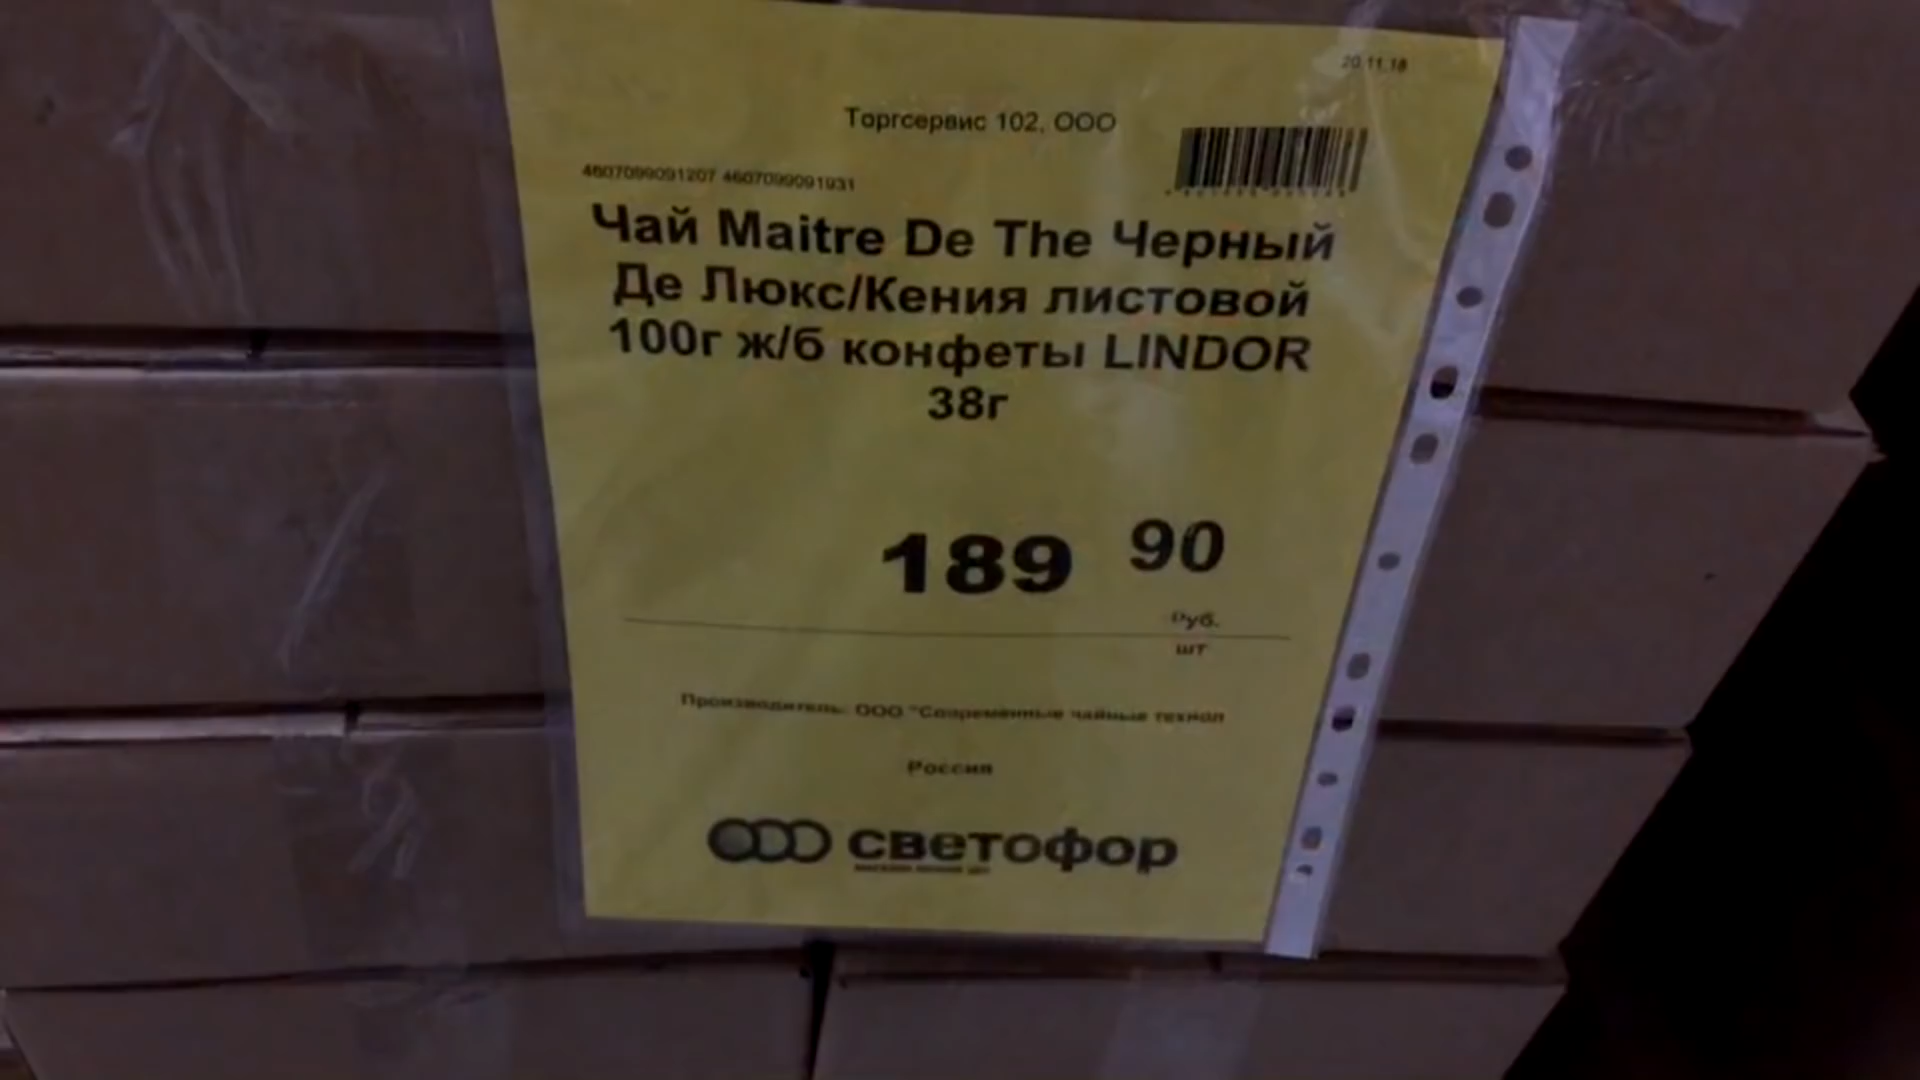 20.11.18
Торгсервис 102, ООО
4607099091207 4607099091931
Чай Maitre De The Черный
Де Люкс/Кения листовой
100г ж/б конфеты LINDOR
38г
189 90
Руб.
шт
Производитель: ООО "Современные чайные технол
Россия
светофор